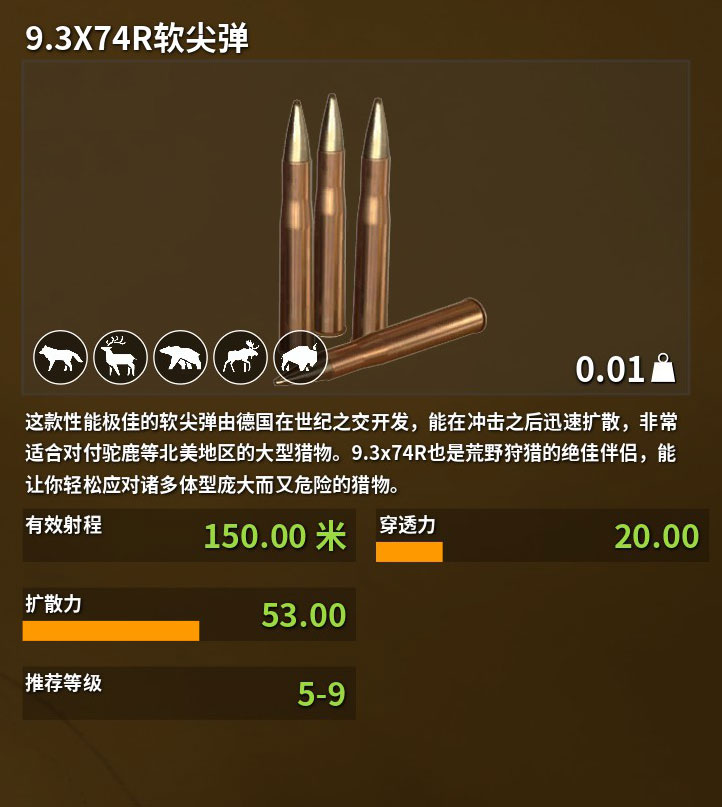 9.3X74R软尖弹
0.01
这款性能极佳的软尖弹由德国在世纪之交开发，能在冲击之后迅速扩散，非常
适合对付驼鹿等北美地区的大型猎物。9.3x74R也是荒野狩猎的绝佳伴侣，能
让你轻松应对诸多体型庞大而又危险的猎物。
有效射程 150.00 米
穿透力 20.00
扩散力 53.00
推荐等级 5-9